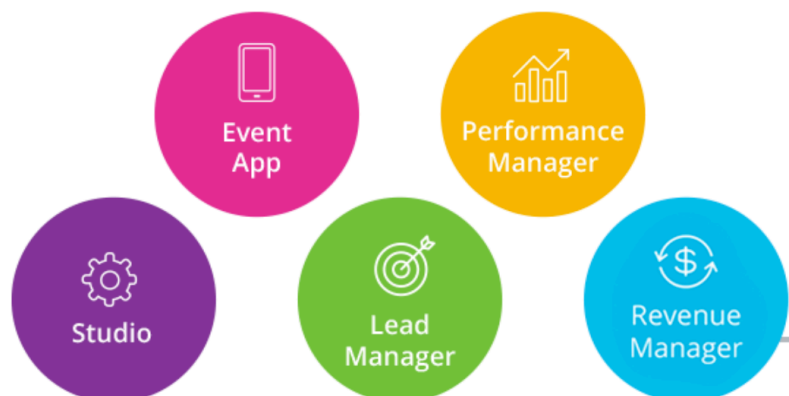 Event
App
Performance
Manager
Studio
Lead
Manager
Revenue
Manager